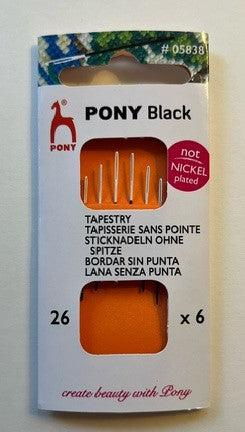 # 05838
PONY
PONY Black
not
NICKEL
plated
TAPESTRY
TAPISSERIE SANS POINTE
STICKNADELN OHNE
SPITZE
BORDAR SIN PUNTA
LANA SENZA PUNTA
26 x 6
create beauty with Pony